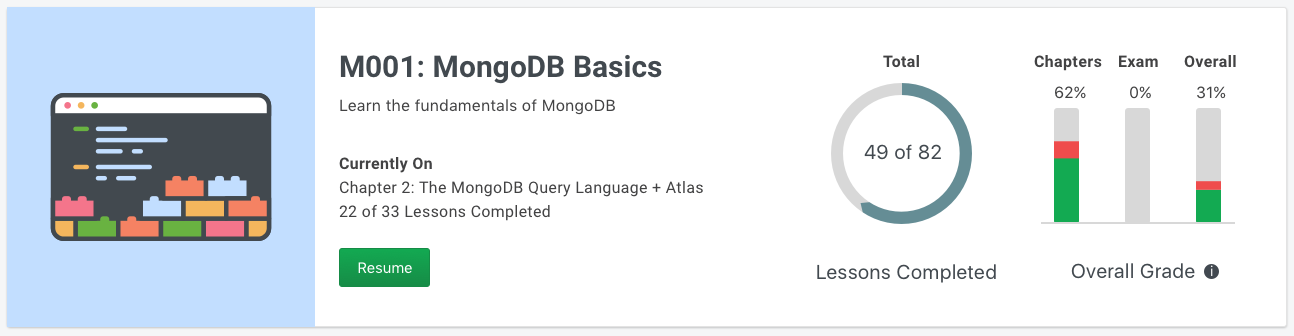 M001: MongoDB Basics
Learn the fundamentals of MongoDB
Currently On
Chapter 2: The MongoDB Query Language + Atlas
22 of 33 Lessons Completed
Resume
Total
49 of 82
Lessons Completed
Chapters Exam Overall
62% 0% 31%
Overall Grade i